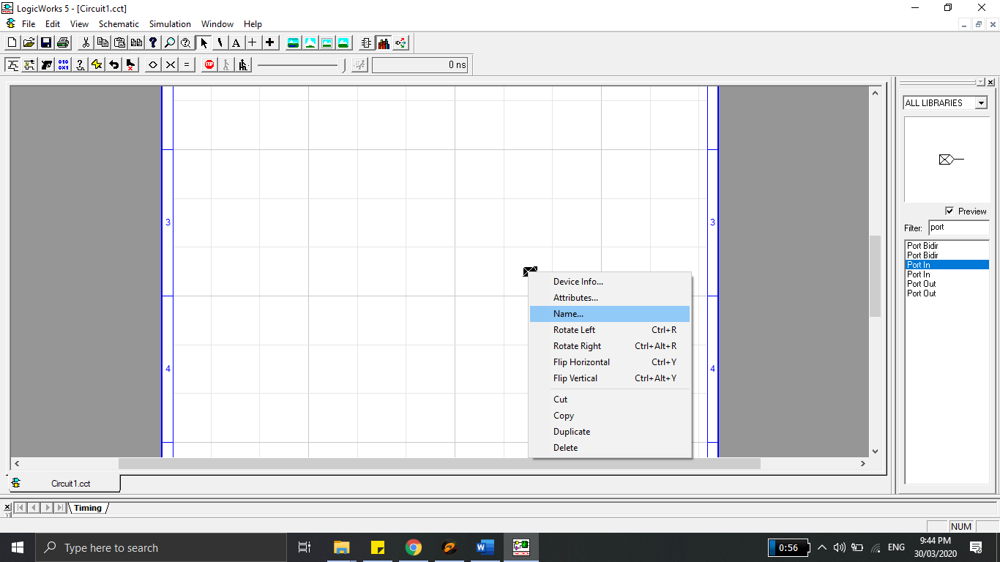 LogicWorks 5 - [Circuit1.cct]
File Edit View Schematic Simulation Window Help
A
010
0X1
STOP
0 ns
ALL LIBRARIES
Preview
Filter: port
Port Bidir
Port Bidir
Port In
Port In
Port Out
Port Out
3 3
4 4
Device Info...
Attributes...
Name...
Rotate Left Ctrl+R
Rotate Right Ctrl+Alt+R
Flip Horizontal Ctrl+Y
Flip Vertical Ctrl+Alt+Y
Cut
Copy
Duplicate
Delete
Circuit1.cct
Timing
NUM
Type here to search
0:56
ENG
9:44 PM
30/03/2020